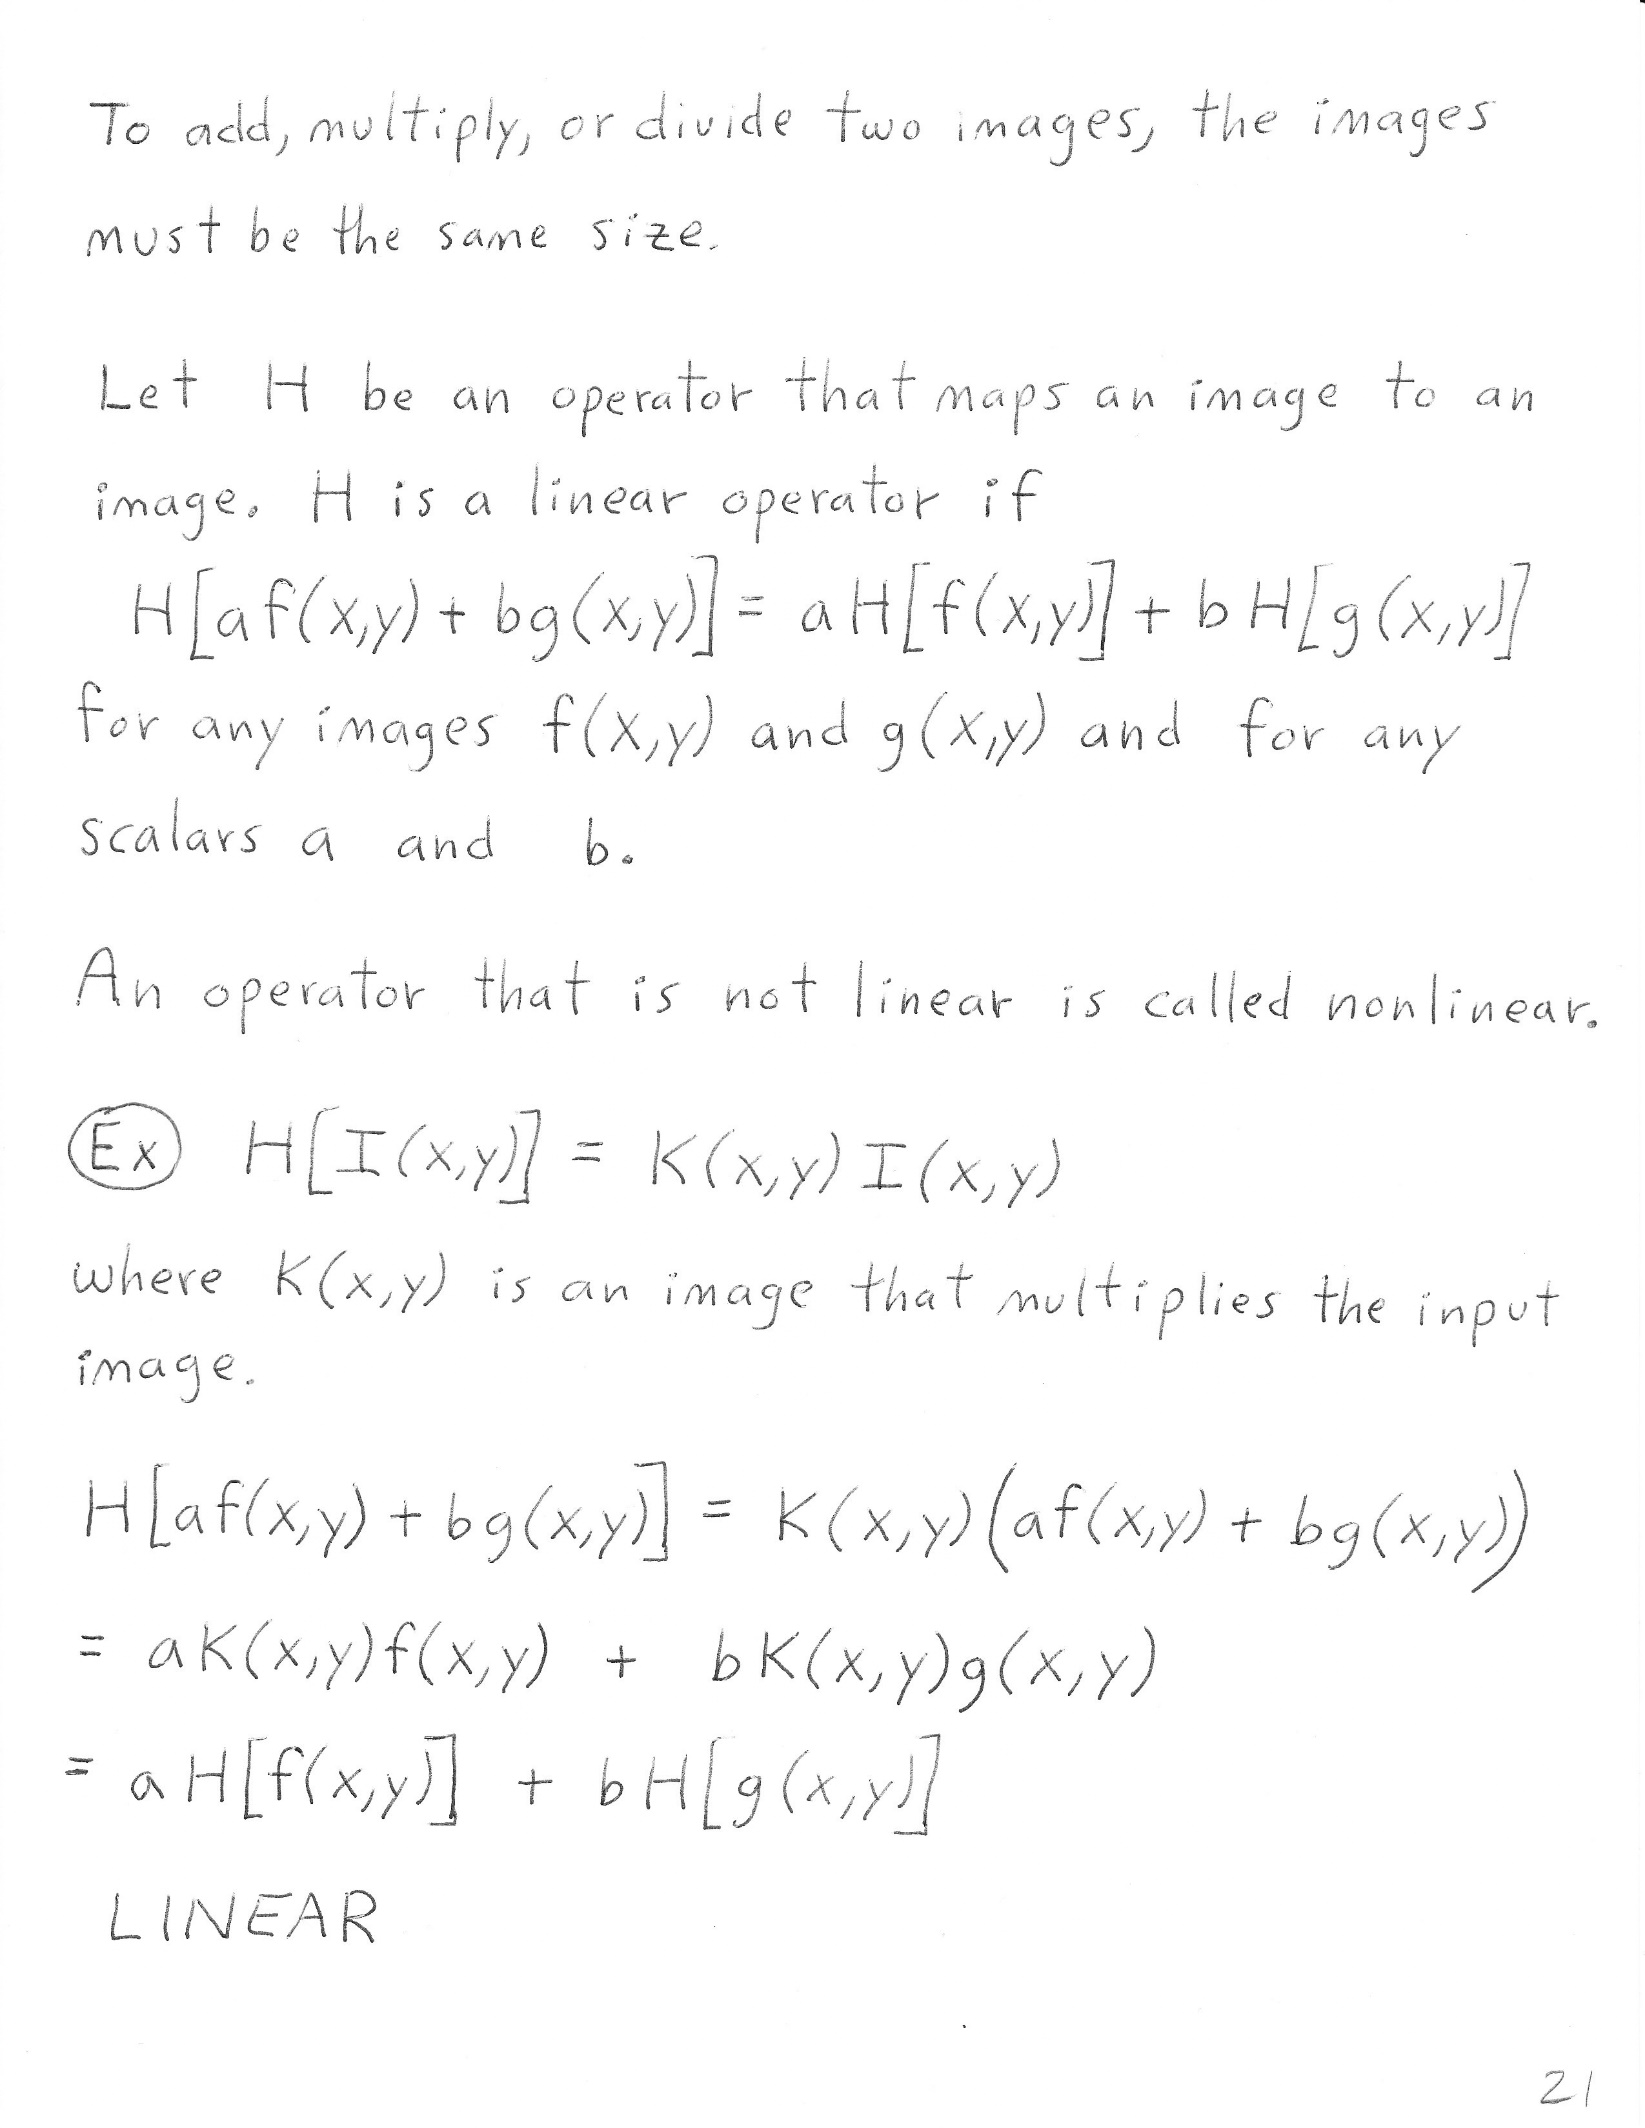 To add, multiply, or divide two images, the images
must be the same size.
Let H be an operator that maps an image to an
image. H is a linear operator if
H[af(x,y) + bg(x,y)] = aH[f(x,y)] + bH[g(x,y)]
for any images f(x,y) and g(x,y) and for any
scalars a and b.
An operator that is not linear is called nonlinear.
Ex H[I(x,y)] = K(x,y) I(x,y)
where K(x,y) is an image that multiplies the input
image.
H[af(x,y) + bg(x,y)] = K(x,y)(af(x,y) + bg(x,y))
= aK(x,y)f(x,y) + bK(x,y)g(x,y)
= aH[f(x,y)] + bH[g(x,y)]
LINEAR
21